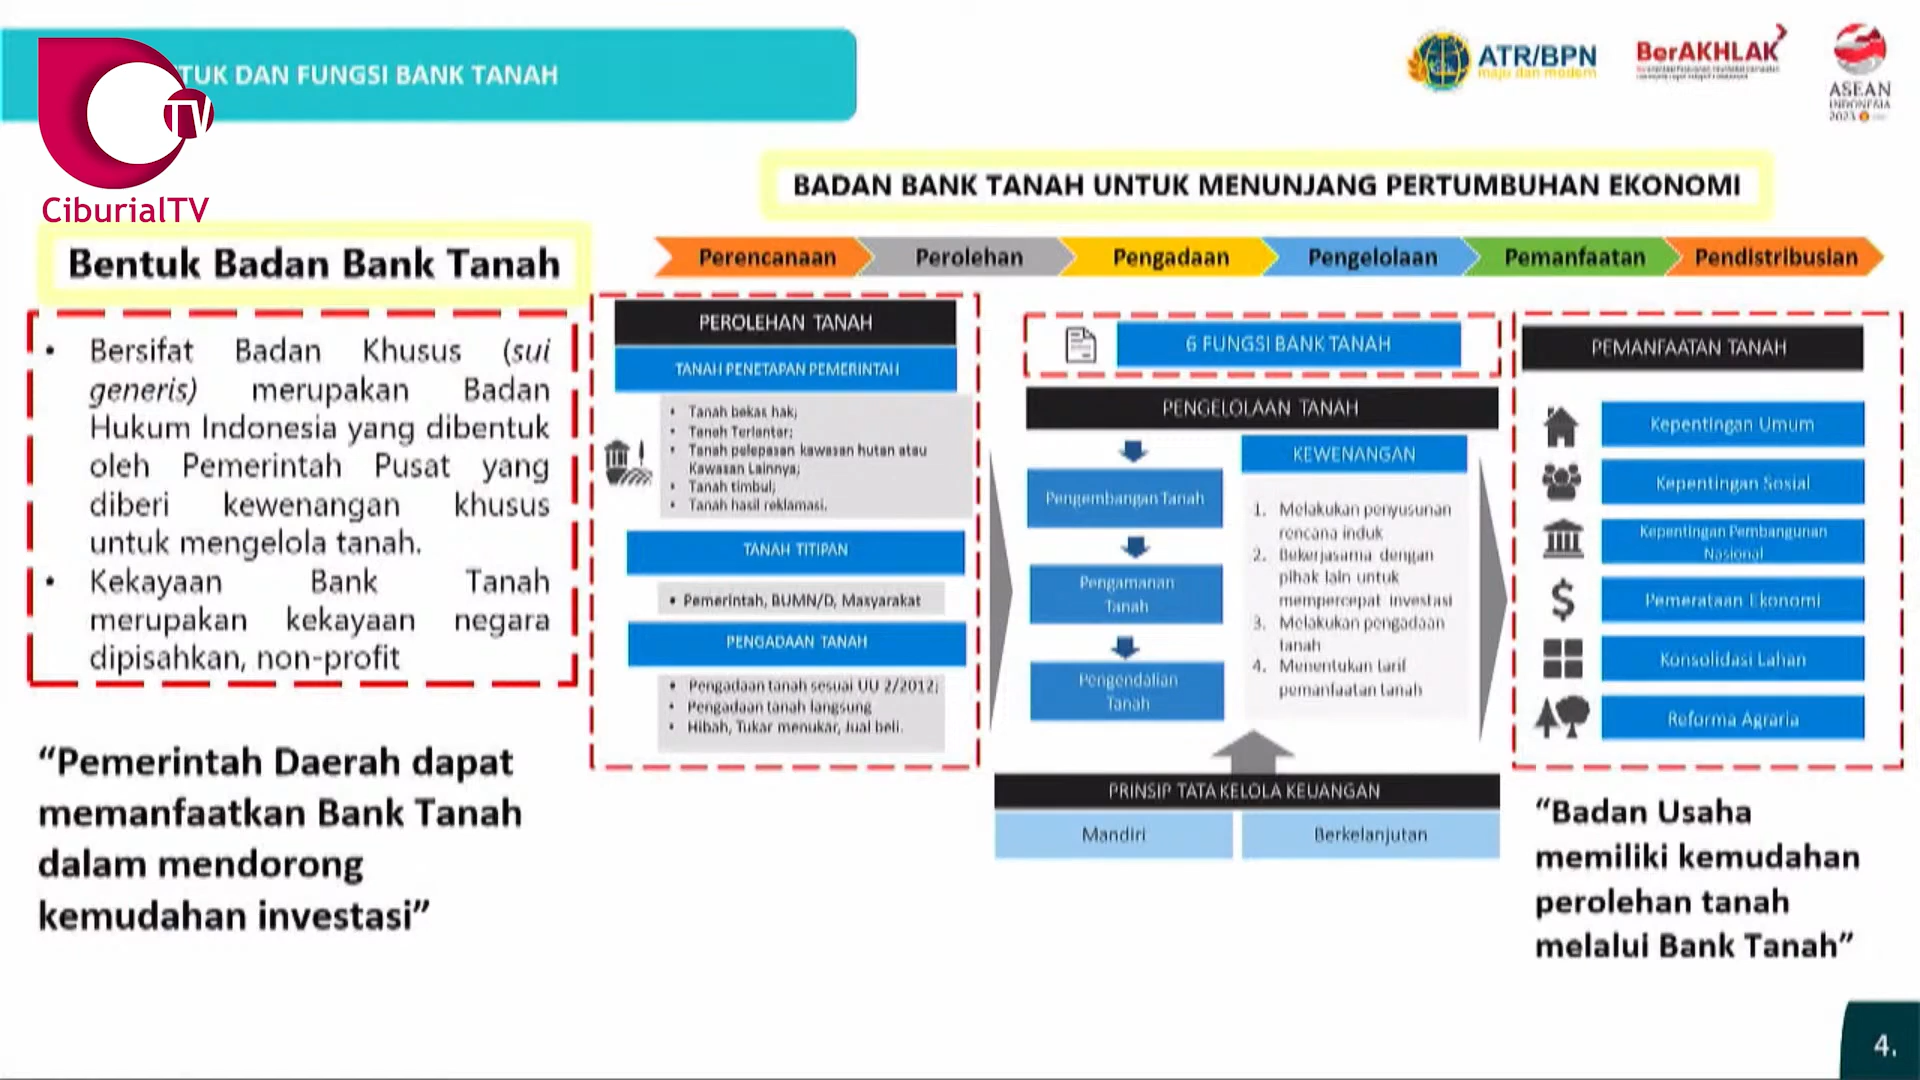 TUK DAN FUNGSI BANK TANAH
TV
CiburialTV
ATR/BPN
maju dan modern
BerAKHLAK
ASEAN
INDONESIA
2023
BADAN BANK TANAH UNTUK MENUNJANG PERTUMBUHAN EKONOMI
Bentuk Badan Bank Tanah
• Bersifat Badan Khusus (sui
generis) merupakan Badan
Hukum Indonesia yang dibentuk
oleh Pemerintah Pusat yang
diberi kewenangan khusus
untuk mengelola tanah.
• Kekayaan Bank Tanah
merupakan kekayaan negara
dipisahkan, non-profit
"Pemerintah Daerah dapat
memanfaatkan Bank Tanah
dalam mendorong
kemudahan investasi"
Perencanaan
Perolehan
Pengadaan
Pengelolaan
Pemanfaatan
Pendistribusian
PEROLEHAN TANAH
TANAH PENETAPAN PEMERINTAH
• Tanah bekas hak;
• Tanah Terlantar;
• Tanah pelepasan kawasan hutan atau
Kawasan Lainnya;
• Tanah timbul;
• Tanah hasil reklamasi.
TANAH TITIPAN
• Pemerintah, BUMN/D, Masyarakat
PENGADAAN TANAH
• Pengadaan tanah sesuai UU 2/2012;
• Pengadaan tanah langsung
• Hibah, Tukar menukar, Jual beli.
6 FUNGSI BANK TANAH
PENGELOLAAN TANAH
Pengembangan Tanah
Pengamanan
Tanah
Pengendalian
Tanah
KEWENANGAN
1. Melakukan penyusunan
rencana induk
2. Bekerjasama dengan
pihak lain untuk
mempercepat investasi
3. Melakukan pengadaan
tanah
4. Menentukan tarif
pemanfaatan tanah
PRINSIP TATA KELOLA KEUANGAN
Mandiri
Berkelanjutan
PEMANFAATAN TANAH
Kepentingan Umum
Kepentingan Sosial
Kepentingan Pembangunan
Nasional
Pemerataan Ekonomi
Konsolidasi Lahan
Reforma Agraria
"Badan Usaha
memiliki kemudahan
perolehan tanah
melalui Bank Tanah"
4.